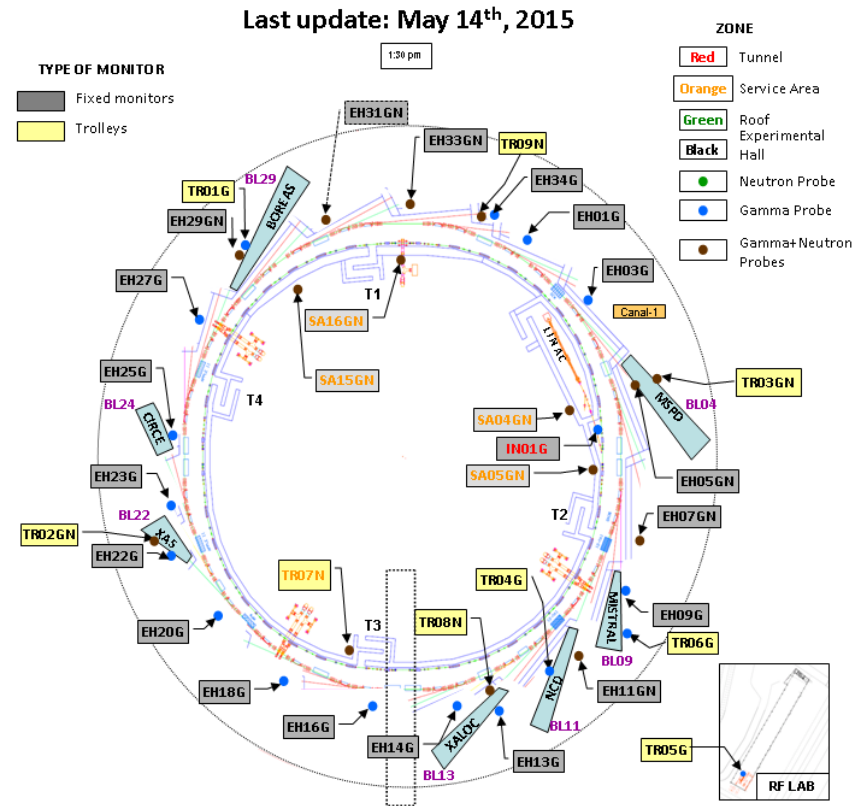 Last update: May 14th, 2015
1:30 pm
TYPE OF MONITOR
Fixed monitors
Trolleys
ZONE
Red Tunnel
Orange Service Area
Green Roof
Black Experimental Hall
Neutron Probe
Gamma Probe
Gamma+Neutron Probes
EH31GN
EH33GN
TR09N
EH34G
EH01G
EH03G
Canal-1
BL29
TR01G
EH29GN
BOREAS
EH27G
T1
SA16GN
SA15GN
LINAC
T4
EH25G
BL24
CIRCE
TR03GN
BL04
MSPD
SA04GN
IN01G
SA05GN
EH05GN
EH23G
BL22
TR02GN
XAS
EH22G
T2
EH07GN
TR07N
TR04G
MISTRAL
EH09G
EH20G
T3
TR08N
TR06G
BL09
EH18G
NCD
EH11GN
EH16G
EH14G
XALOC
BL11
EH13G
BL13
TR05G
RF LAB